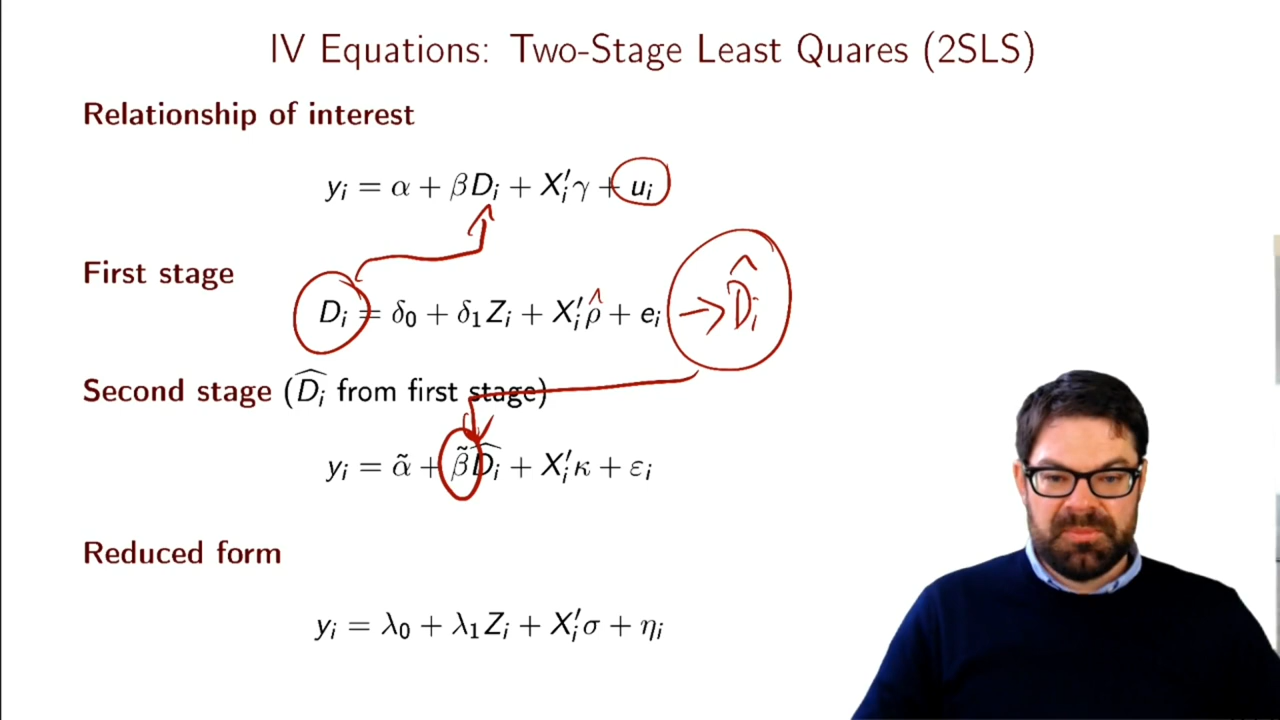 IV Equations: Two-Stage Least Quares (2SLS)
Relationship of interest
yᵢ = α + βDᵢ + Xᵢ′γ + uᵢ
First stage
Dᵢ = δ₀ + δ₁Zᵢ + Xᵢ′ρ̂ + eᵢ → D̂ᵢ
Second stage (D̂ᵢ from first stage)
yᵢ = α̃ + β̃D̂ᵢ + Xᵢ′κ + εᵢ
Reduced form
yᵢ = λ₀ + λ₁Zᵢ + Xᵢ′σ + ηᵢ